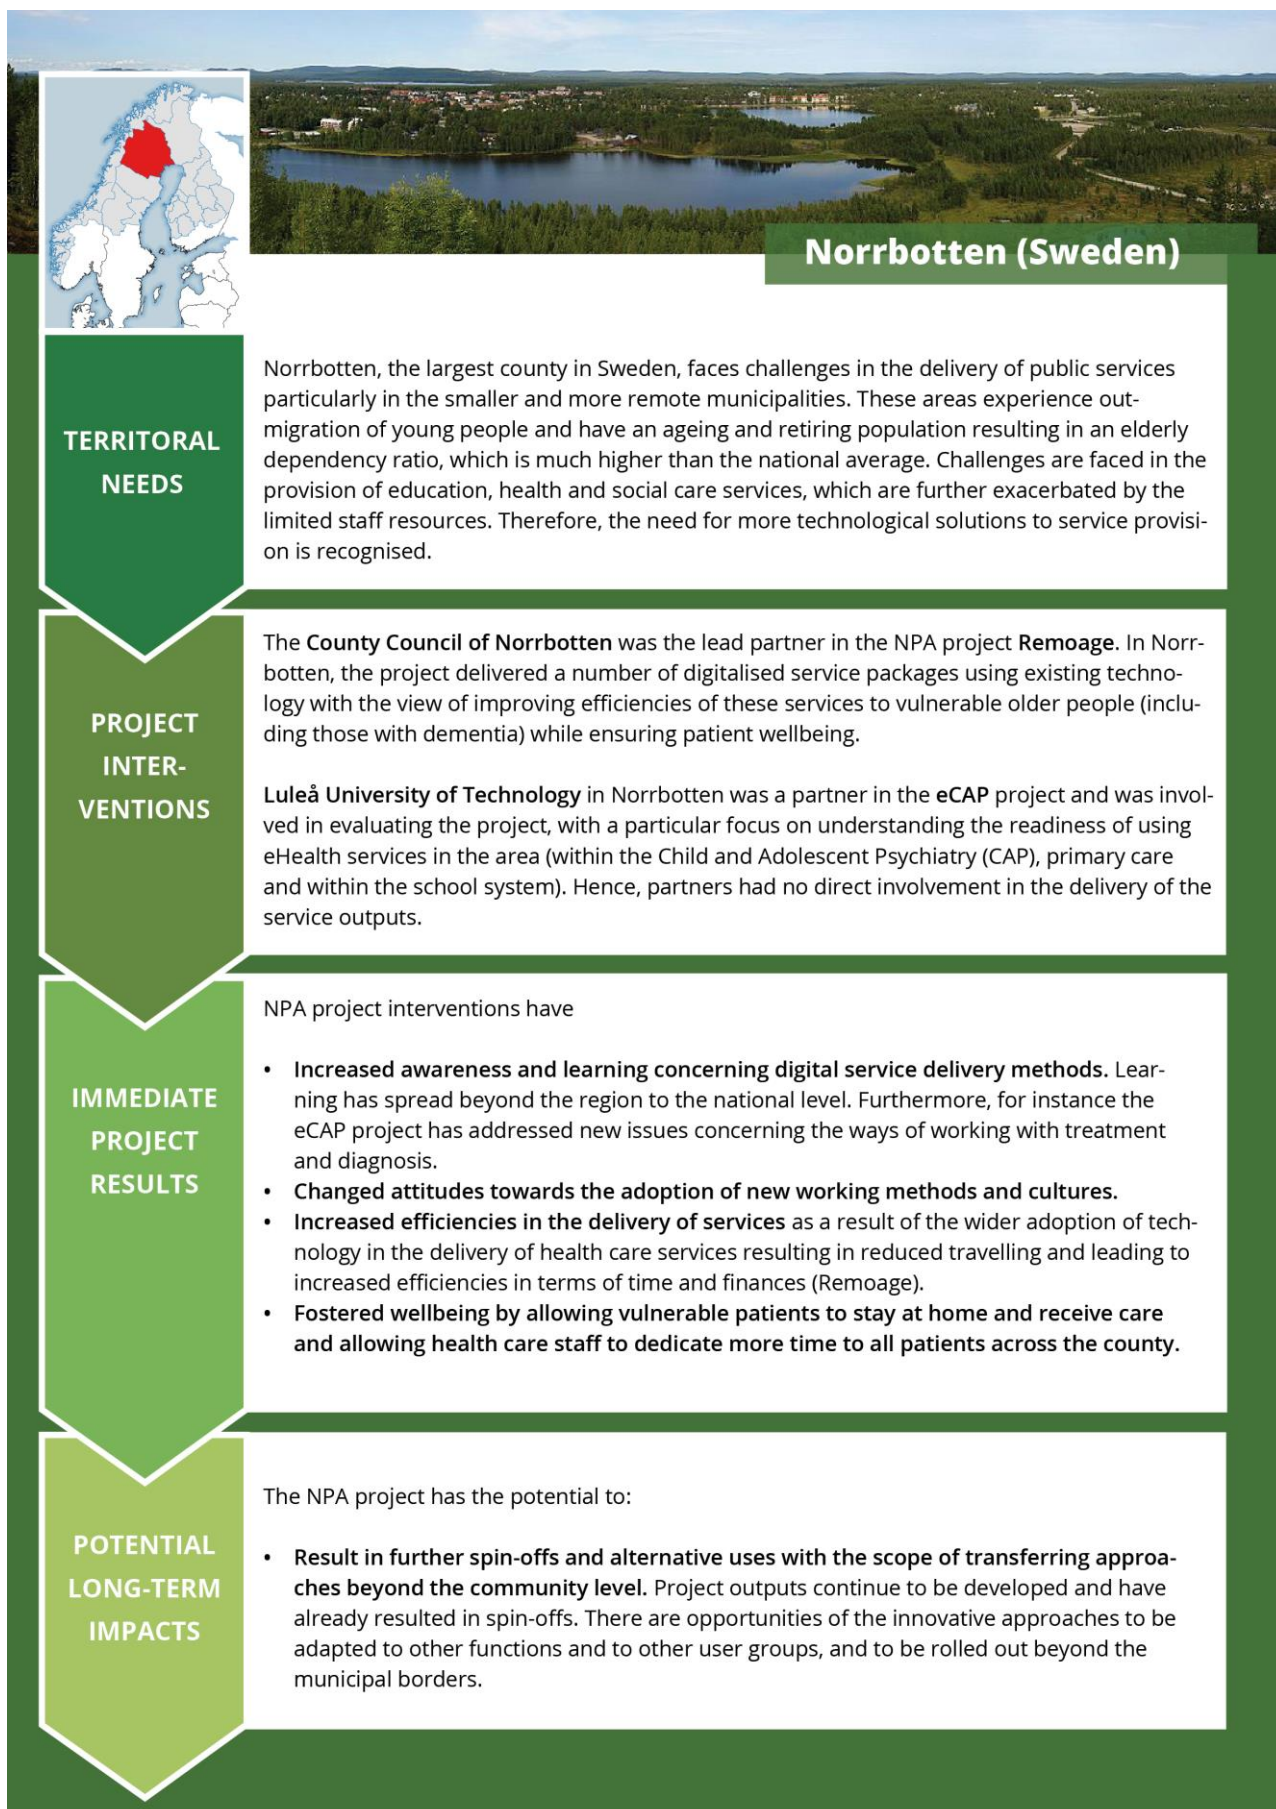 Norrbotten (Sweden)
TERRITORAL
NEEDS
Norrbotten, the largest county in Sweden, faces challenges in the delivery of public services
particularly in the smaller and more remote municipalities. These areas experience out-
migration of young people and have an ageing and retiring population resulting in an elderly
dependency ratio, which is much higher than the national average. Challenges are faced in the
provision of education, health and social care services, which are further exacerbated by the
limited staff resources. Therefore, the need for more technological solutions to service provisi-
on is recognised.
PROJECT
INTER-
VENTIONS
The County Council of Norrbotten was the lead partner in the NPA project Remoage. In Norr-
botten, the project delivered a number of digitalised service packages using existing techno-
logy with the view of improving efficiencies of these services to vulnerable older people (inclu-
ding those with dementia) while ensuring patient wellbeing.
Luleå University of Technology in Norrbotten was a partner in the eCAP project and was invol-
ved in evaluating the project, with a particular focus on understanding the readiness of using
eHealth services in the area (within the Child and Adolescent Psychiatry (CAP), primary care
and within the school system). Hence, partners had no direct involvement in the delivery of the
service outputs.
IMMEDIATE
PROJECT
RESULTS
NPA project interventions have
• Increased awareness and learning concerning digital service delivery methods. Lear-
ning has spread beyond the region to the national level. Furthermore, for instance the
eCAP project has addressed new issues concerning the ways of working with treatment
and diagnosis.
• Changed attitudes towards the adoption of new working methods and cultures.
• Increased efficiencies in the delivery of services as a result of the wider adoption of tech-
nology in the delivery of health care services resulting in reduced travelling and leading to
increased efficiencies in terms of time and finances (Remoage).
• Fostered wellbeing by allowing vulnerable patients to stay at home and receive care
and allowing health care staff to dedicate more time to all patients across the county.
POTENTIAL
LONG-TERM
IMPACTS
The NPA project has the potential to:
• Result in further spin-offs and alternative uses with the scope of transferring approa-
ches beyond the community level. Project outputs continue to be developed and have
already resulted in spin-offs. There are opportunities of the innovative approaches to be
adapted to other functions and to other user groups, and to be rolled out beyond the
municipal borders.